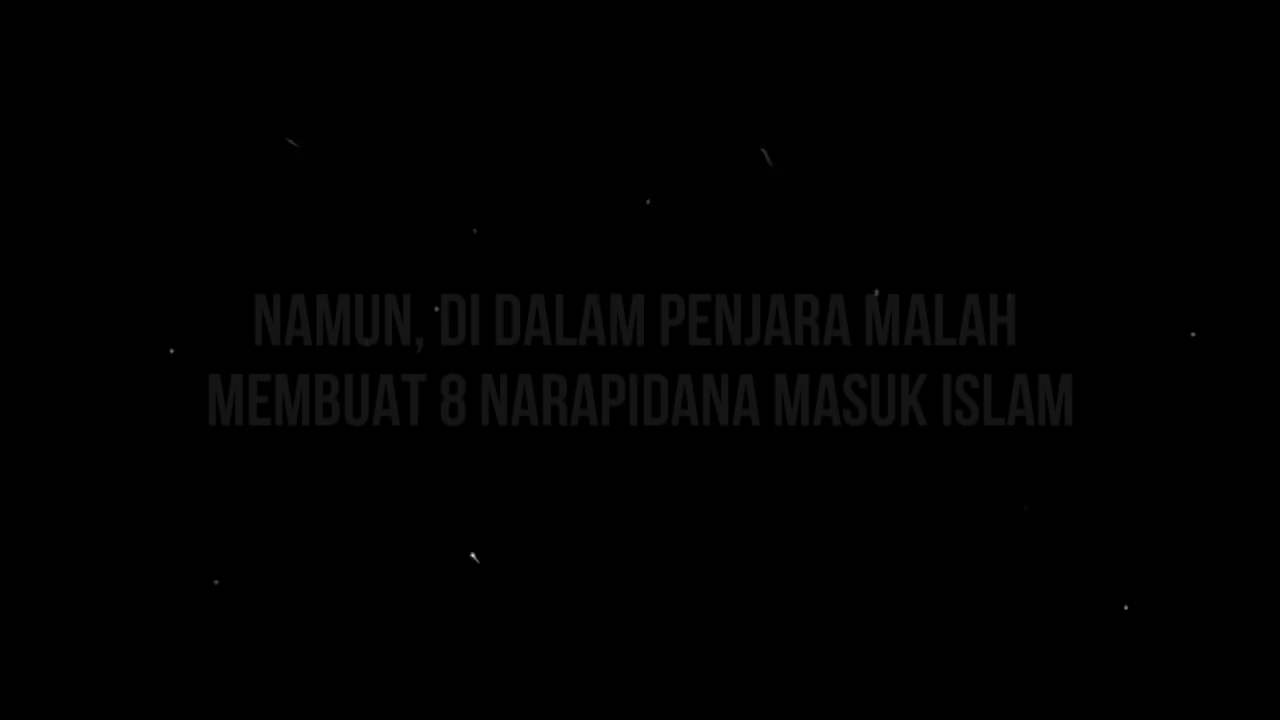 NAMUN, DI DALAM PENJARA MALAH
MEMBUAT 8 NARAPIDANA MASUK ISLAM